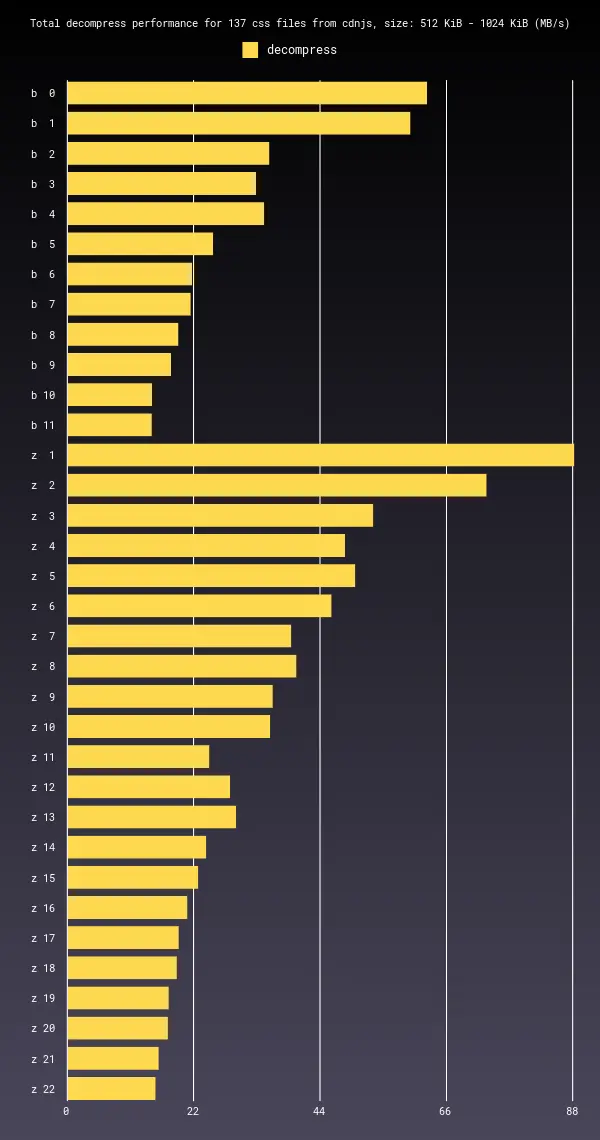 Total decompress performance for 137 css files from cdnjs, size: 512 KiB - 1024 KiB (MB/s)
decompress
b  0
b  1
b  2
b  3
b  4
b  5
b  6
b  7
b  8
b  9
b 10
b 11
z  1
z  2
z  3
z  4
z  5
z  6
z  7
z  8
z  9
z 10
z 11
z 12
z 13
z 14
z 15
z 16
z 17
z 18
z 19
z 20
z 21
z 22
0 22 44 66 88